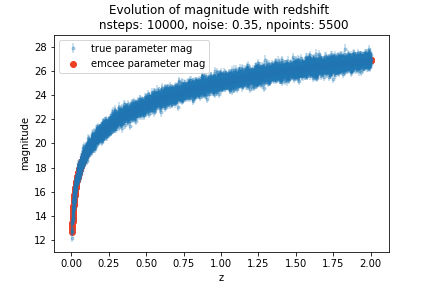 Evolution of magnitude with redshift
nsteps: 10000, noise: 0.35, npoints: 5500
true parameter mag
emcee parameter mag
magnitude
28
26
24
22
20
18
16
14
12
0.00 0.25 0.50 0.75 1.00 1.25 1.50 1.75 2.00
z